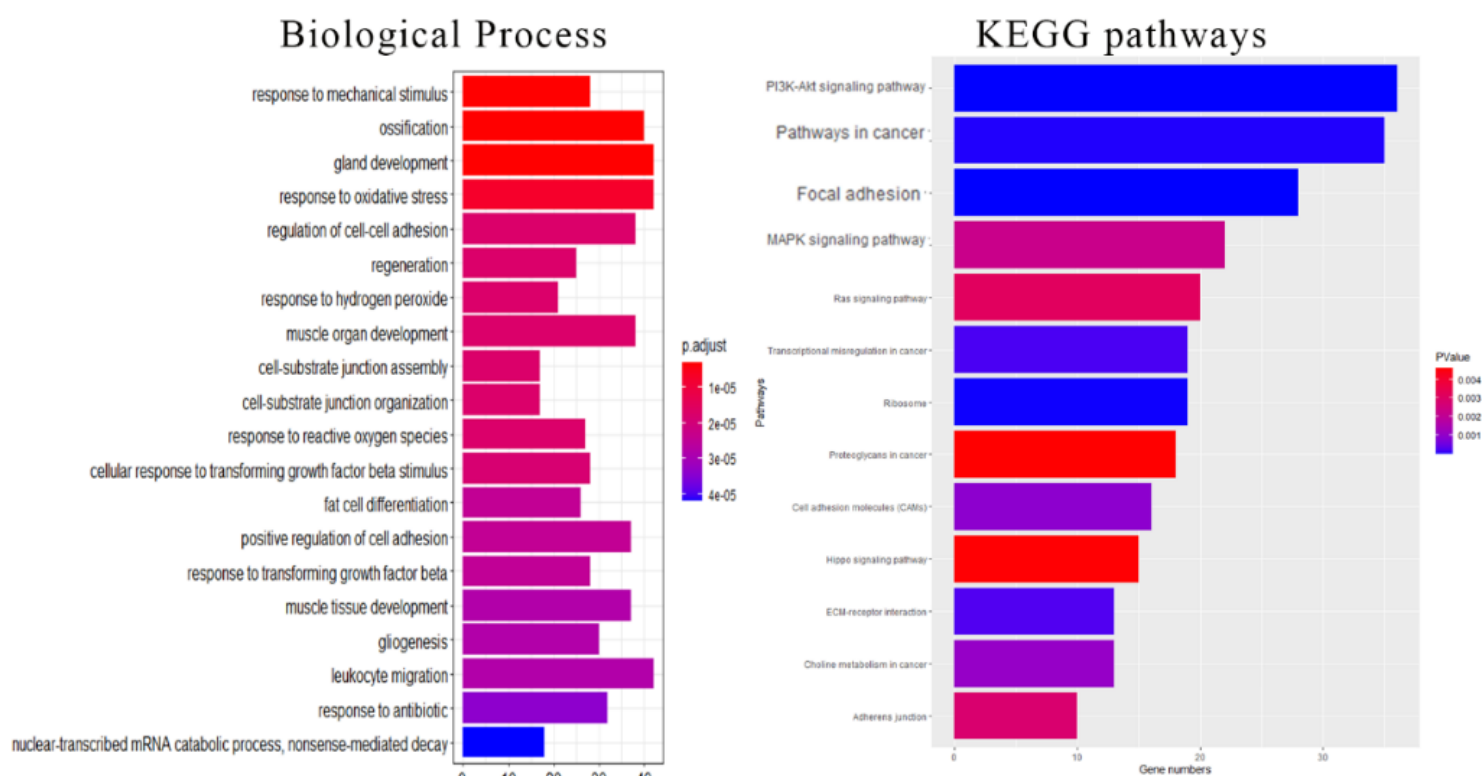 Biological Process
response to mechanical stimulus
ossification
gland development
response to oxidative stress
regulation of cell-cell adhesion
regeneration
response to hydrogen peroxide
muscle organ development
cell-substrate junction assembly
cell-substrate junction organization
response to reactive oxygen species
cellular response to transforming growth factor beta stimulus
fat cell differentiation
positive regulation of cell adhesion
response to transforming growth factor beta
muscle tissue development
gliogenesis
leukocyte migration
response to antibiotic
nuclear-transcribed mRNA catabolic process, nonsense-mediated decay
p.adjust
1e-05
2e-05
3e-05
4e-05
KEGG pathways
Pathways
PI3K-Akt signaling pathway
Pathways in cancer
Focal adhesion
MAPK signaling pathway
Ras signaling pathway
Transcriptional misregulation in cancer
Ribosome
Proteoglycans in cancer
Cell adhesion molecules (CAMs)
Hippo signaling pathway
ECM-receptor interaction
Choline metabolism in cancer
Adherens junction
0 10 20 30
Gene numbers
PValue
0.004
0.003
0.002
0.001